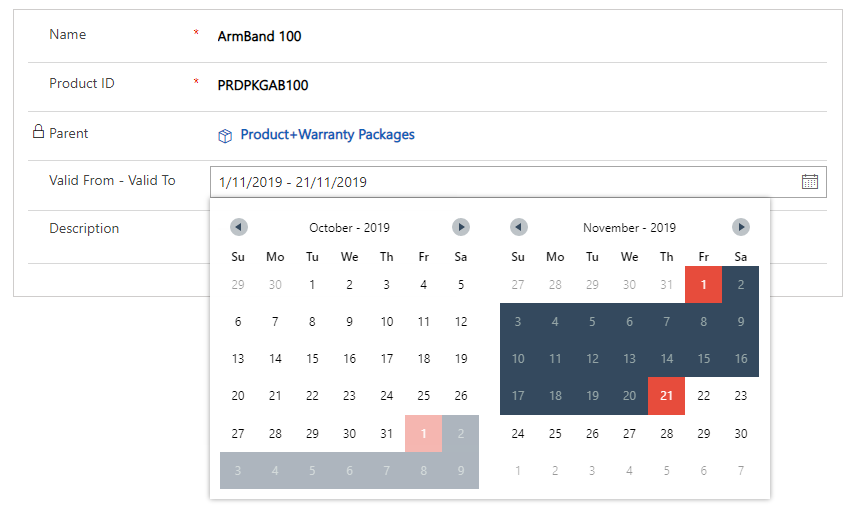 Name * ArmBand 100
Product ID * PRDPKGAB100
Parent Product+Warranty Packages
Valid From - Valid To 1/11/2019 - 21/11/2019
Description
October - 2019
Su Mo Tu We Th Fr Sa
29 30 1 2 3 4 5
6 7 8 9 10 11 12
13 14 15 16 17 18 19
20 21 22 23 24 25 26
27 28 29 30 31 1 2
3 4 5 6 7 8 9
November - 2019
Su Mo Tu We Th Fr Sa
27 28 29 30 31 1 2
3 4 5 6 7 8 9
10 11 12 13 14 15 16
17 18 19 20 21 22 23
24 25 26 27 28 29 30
1 2 3 4 5 6 7